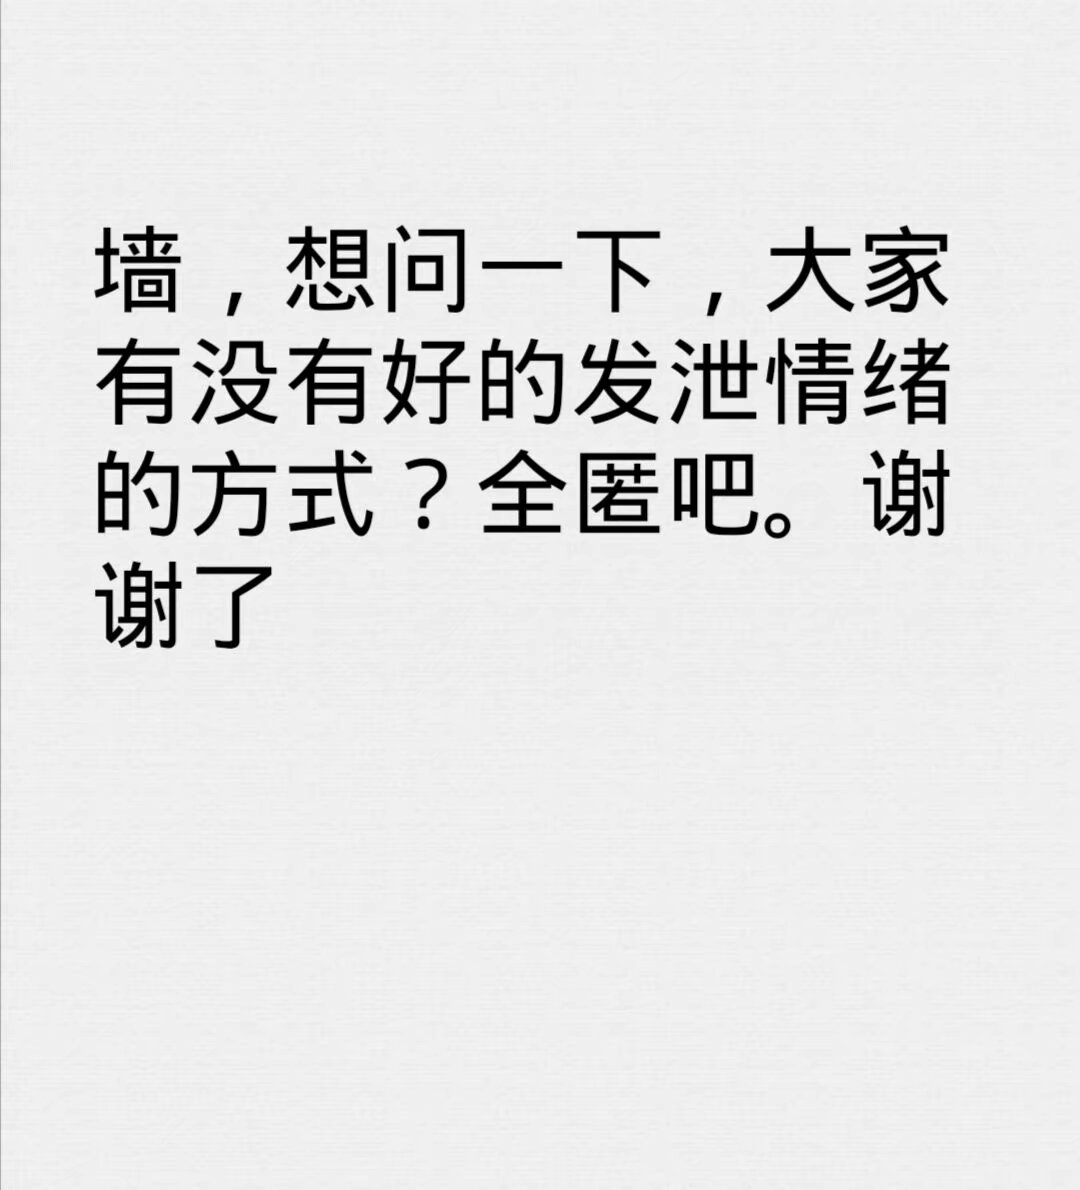 墙，想问一下，大家
有没有好的发泄情绪
的方式？全匿吧。谢
谢了